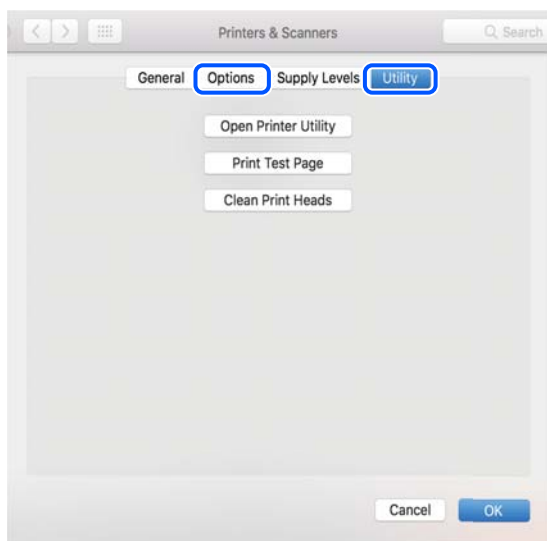 Printers & Scanners Search
General Options Supply Levels Utility
Open Printer Utility
Print Test Page
Clean Print Heads
Cancel OK